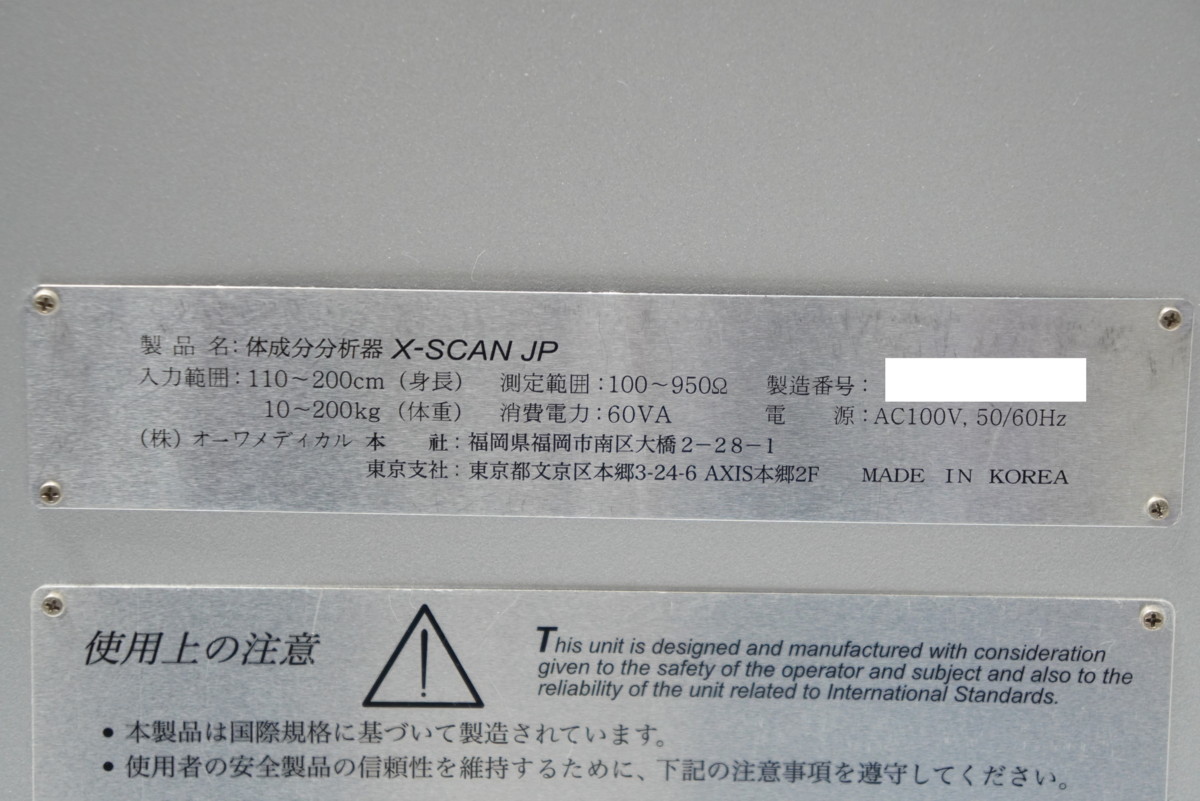 製品名：体成分分析器 X-SCAN JP
入力範囲：110～200cm（身長） 測定範囲：100～950Ω 製造番号：
10～200kg（体重） 消費電力：60VA 電源：AC100V, 50/60Hz
（株）オーワメディカル 本社：福岡県福岡市南区大橋2－28－1
東京支社：東京都文京区本郷3-24-6 AXIS本郷2F MADE IN KOREA
使用上の注意
This unit is designed and manufactured with consideration
given to the safety of the operator and subject and also to the
reliability of the unit related to International Standards.
• 本製品は国際規格に基づいて製造されています。
• 使用者の安全製品の信頼性を維持するために、下記の注意事項を遵守してください。